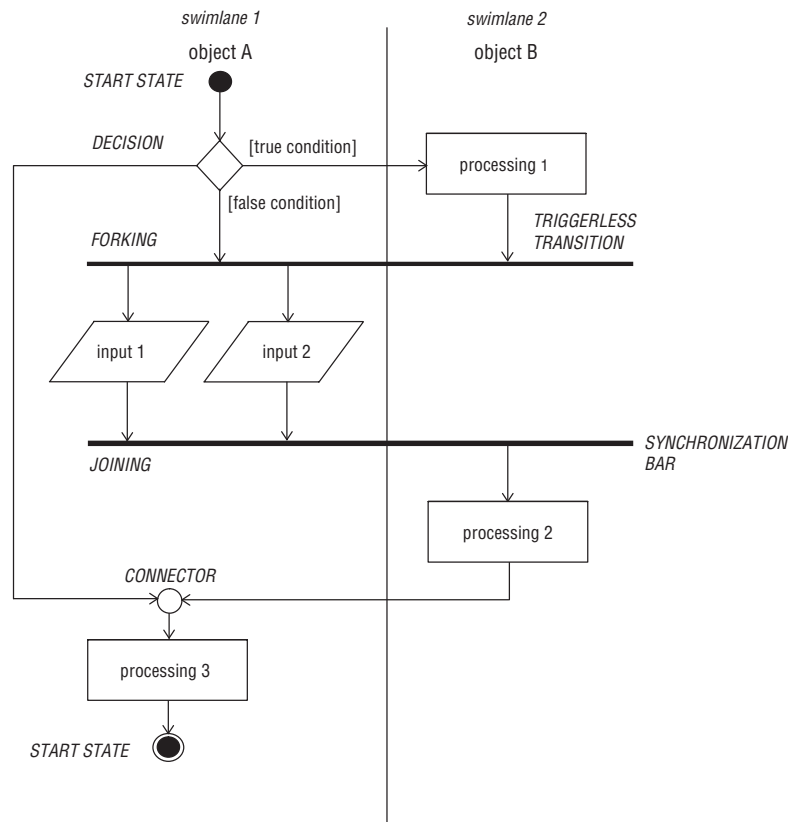 swimlane 1
swimlane 2
object A
object B
START STATE
DECISION
[true condition]
processing 1
[false condition]
TRIGGERLESS
TRANSITION
FORKING
input 1
input 2
SYNCHRONIZATION
BAR
JOINING
processing 2
CONNECTOR
processing 3
START STATE